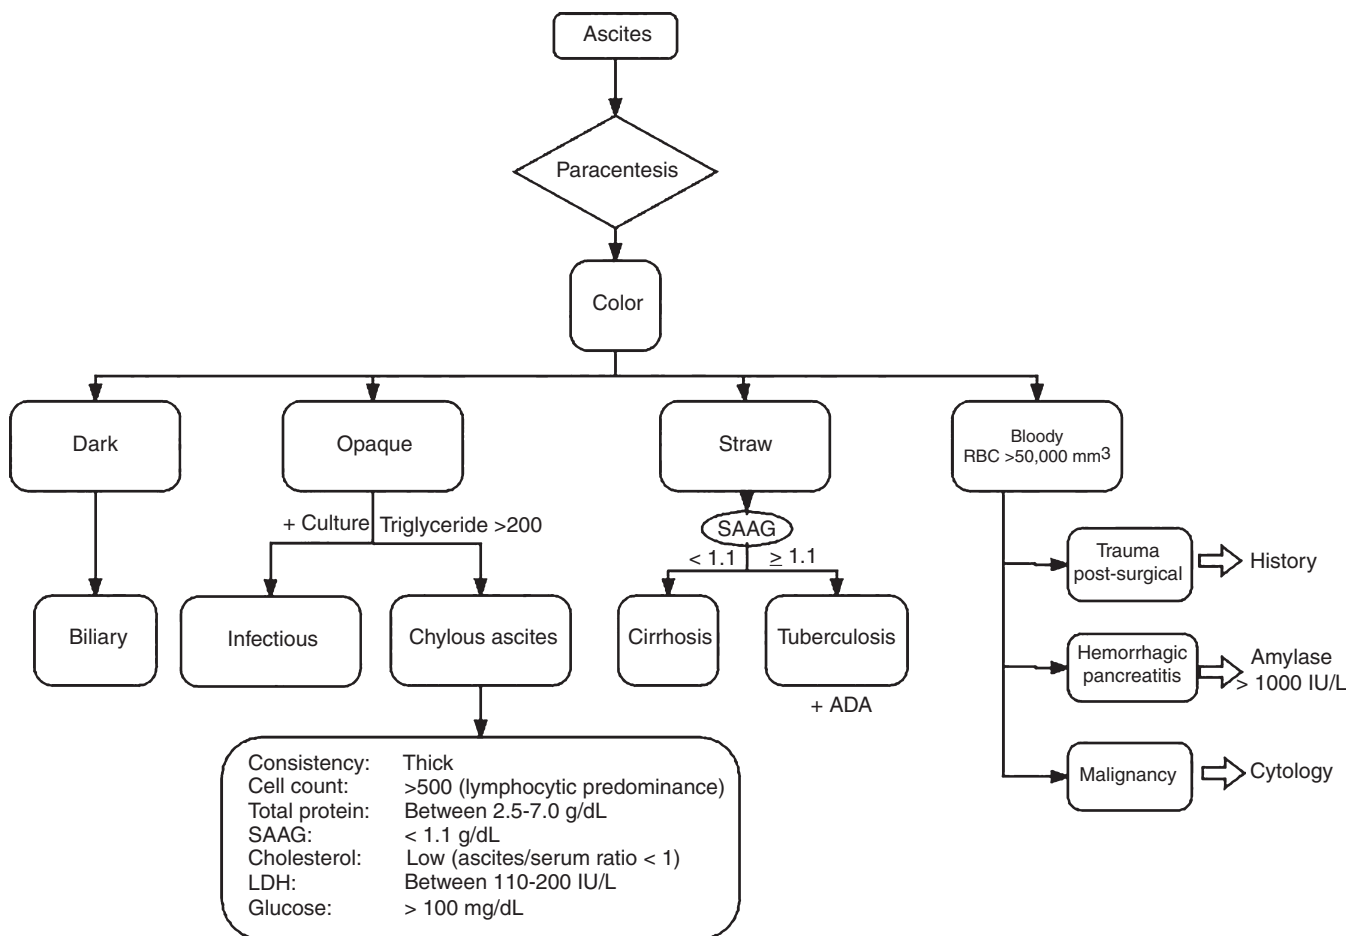 Ascites
Paracentesis
Color
Dark
Opaque
Straw
Bloody
RBC >50,000 mm3
+ Culture
Triglyceride >200
SAAG
< 1.1
≥ 1.1
Biliary
Infectious
Chylous ascites
Cirrhosis
Tuberculosis
+ ADA
Trauma
post-surgical
History
Hemorrhagic
pancreatitis
Amylase
> 1000 IU/L
Malignancy
Cytology
Consistency: Thick
Cell count: >500 (lymphocytic predominance)
Total protein: Between 2.5-7.0 g/dL
SAAG: < 1.1 g/dL
Cholesterol: Low (ascites/serum ratio < 1)
LDH: Between 110-200 IU/L
Glucose: > 100 mg/dL